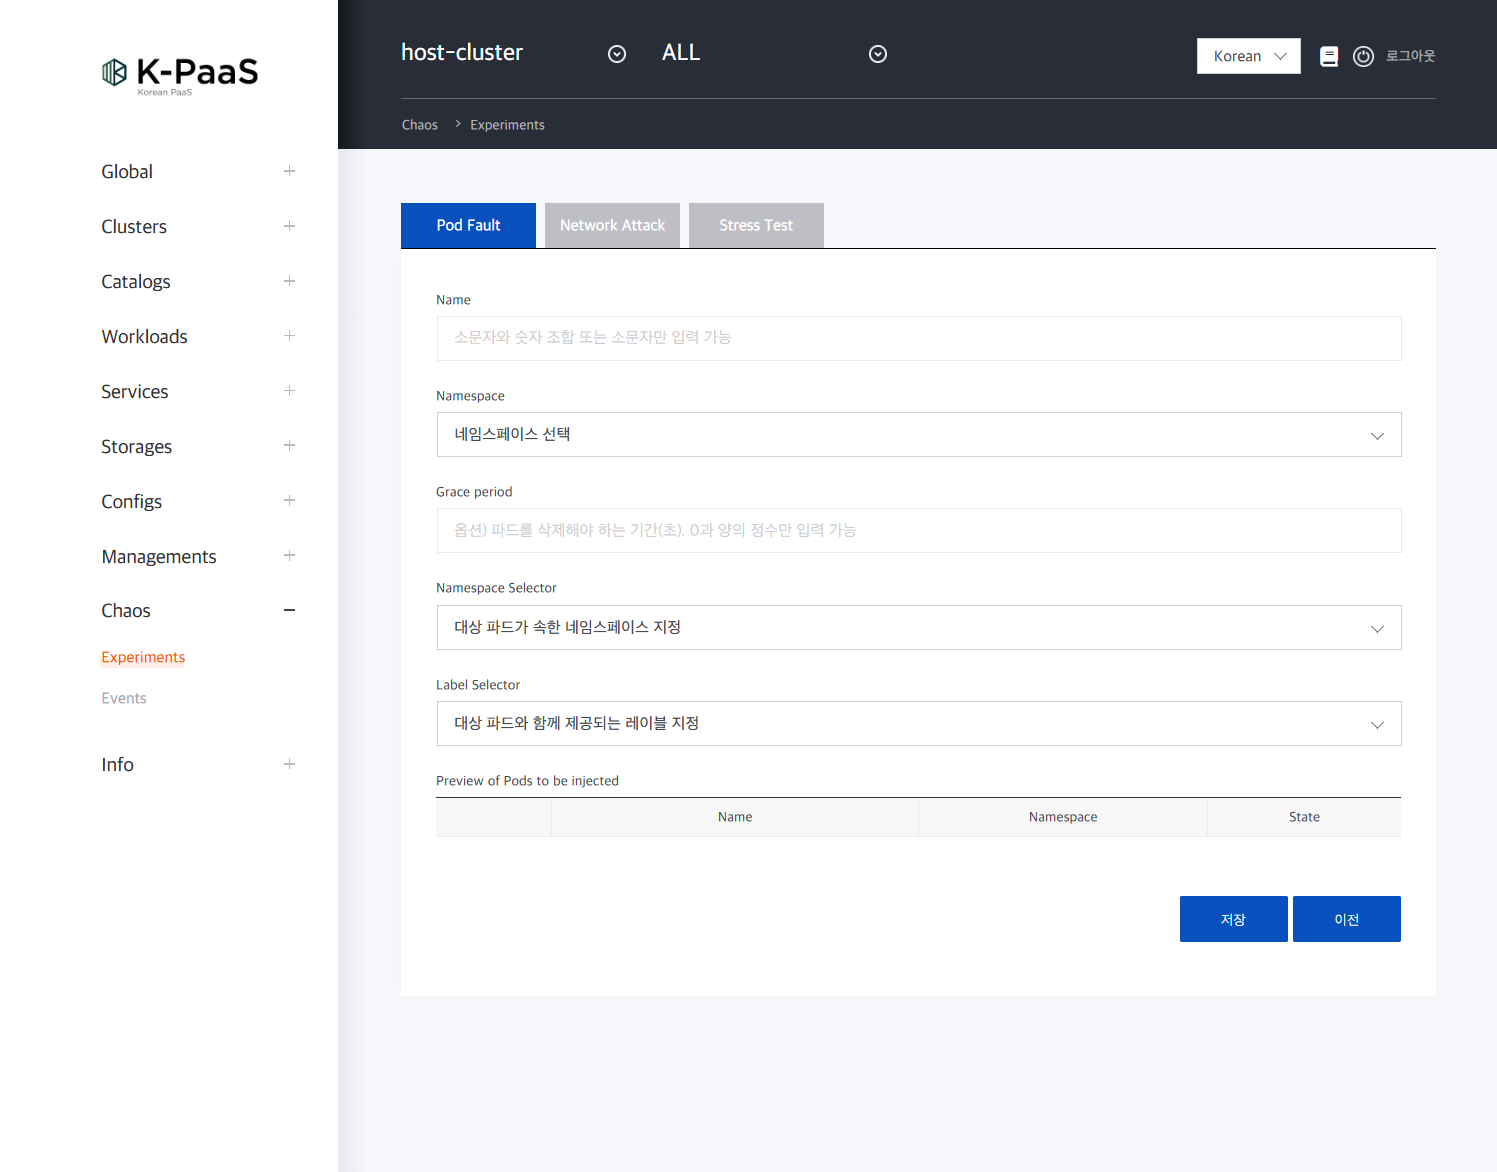 K-PaaS
Korean PaaS
host-cluster
ALL
Korean
로그아웃
Chaos
Experiments
Global
Clusters
Catalogs
Workloads
Services
Storages
Configs
Managements
Chaos
Experiments
Events
Info
Pod Fault
Network Attack
Stress Test
Name
소문자와 숫자 조합 또는 소문자만 입력 가능
Namespace
네임스페이스 선택
Grace period
옵션) 파드를 삭제해야 하는 기간(초). 0과 양의 정수만 입력 가능
Namespace Selector
대상 파드가 속한 네임스페이스 지정
Label Selector
대상 파드와 함께 제공되는 레이블 지정
Preview of Pods to be injected
Name Namespace State
저장
이전